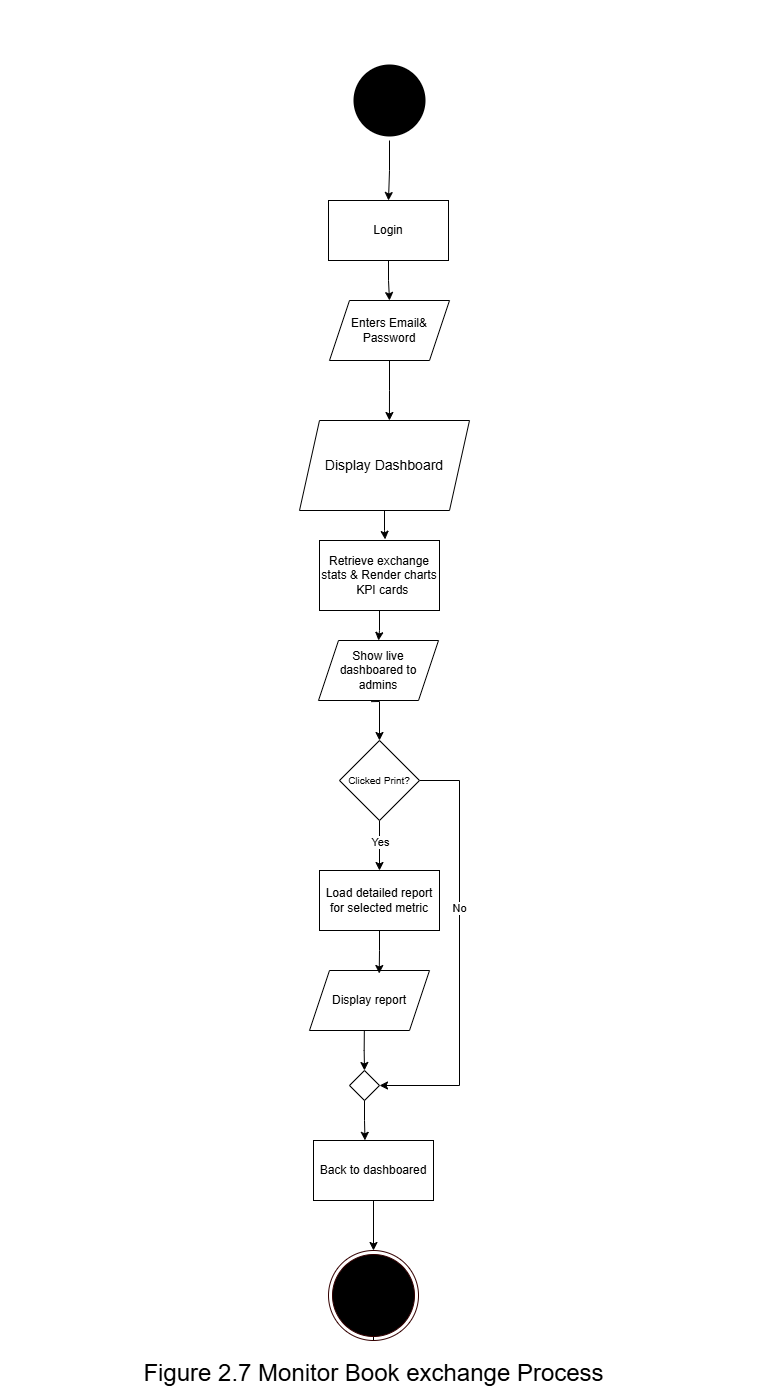 Login
Enters Email&
Password
Display Dashboard
Retrieve exchange
stats & Render charts
KPI cards
Show live
dashboared to
admins
Clicked Print?
Yes
Load detailed report
for selected metric
No
Display report
Back to dashboared
Figure 2.7 Monitor Book exchange Process